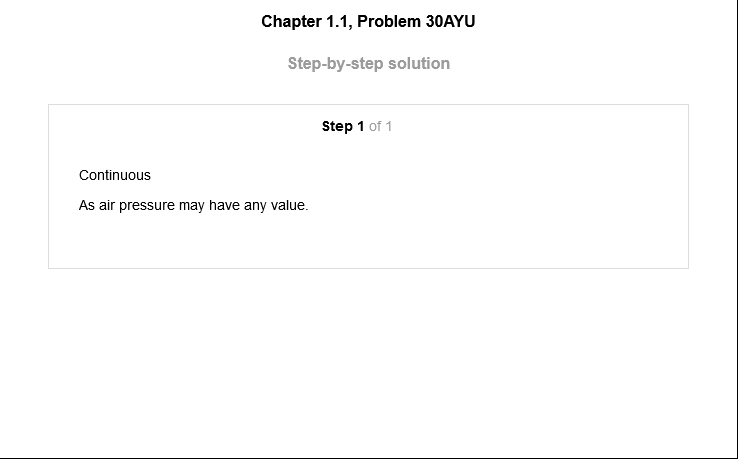 Chapter 1.1, Problem 30AYU
Step-by-step solution
Step 1 of 1
Continuous
As air pressure may have any value.